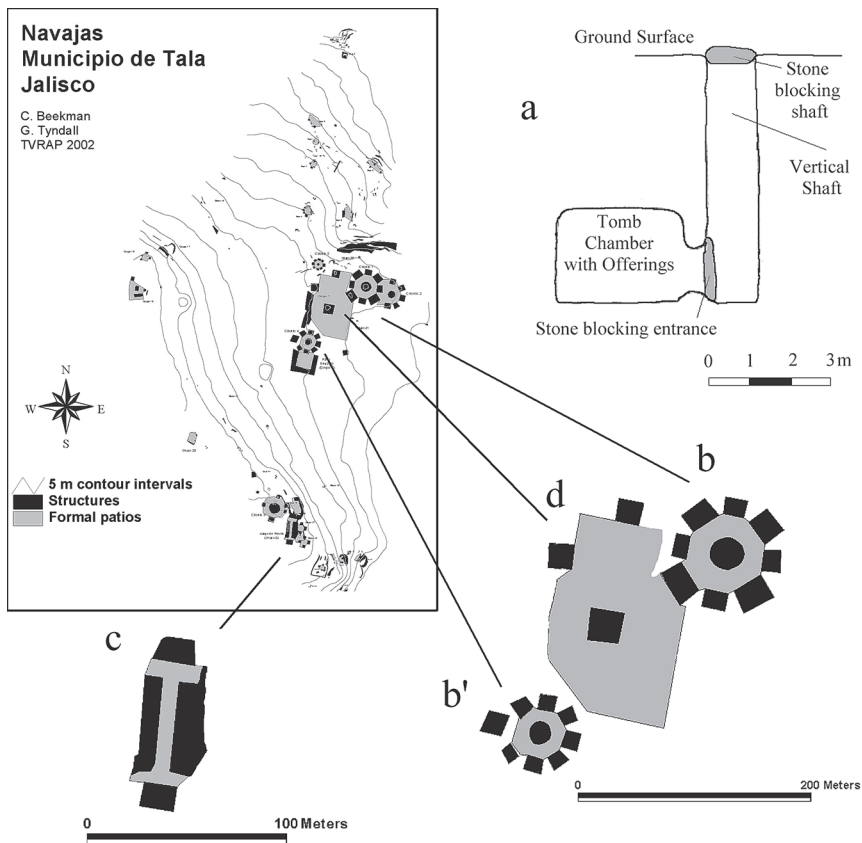 Navajas
Municipio de Tala
Jalisco
C. Beekman
G. Tyndall
TVRAP 2002
N
W E
S
5 m contour intervals
Structures
Formal patios
a
Ground Surface
Stone
blocking
shaft
Vertical
Shaft
Tomb
Chamber
with Offerings
Stone blocking entrance
0 1 2 3 m
b
d
c
b'
0 100 Meters
0 200 Meters